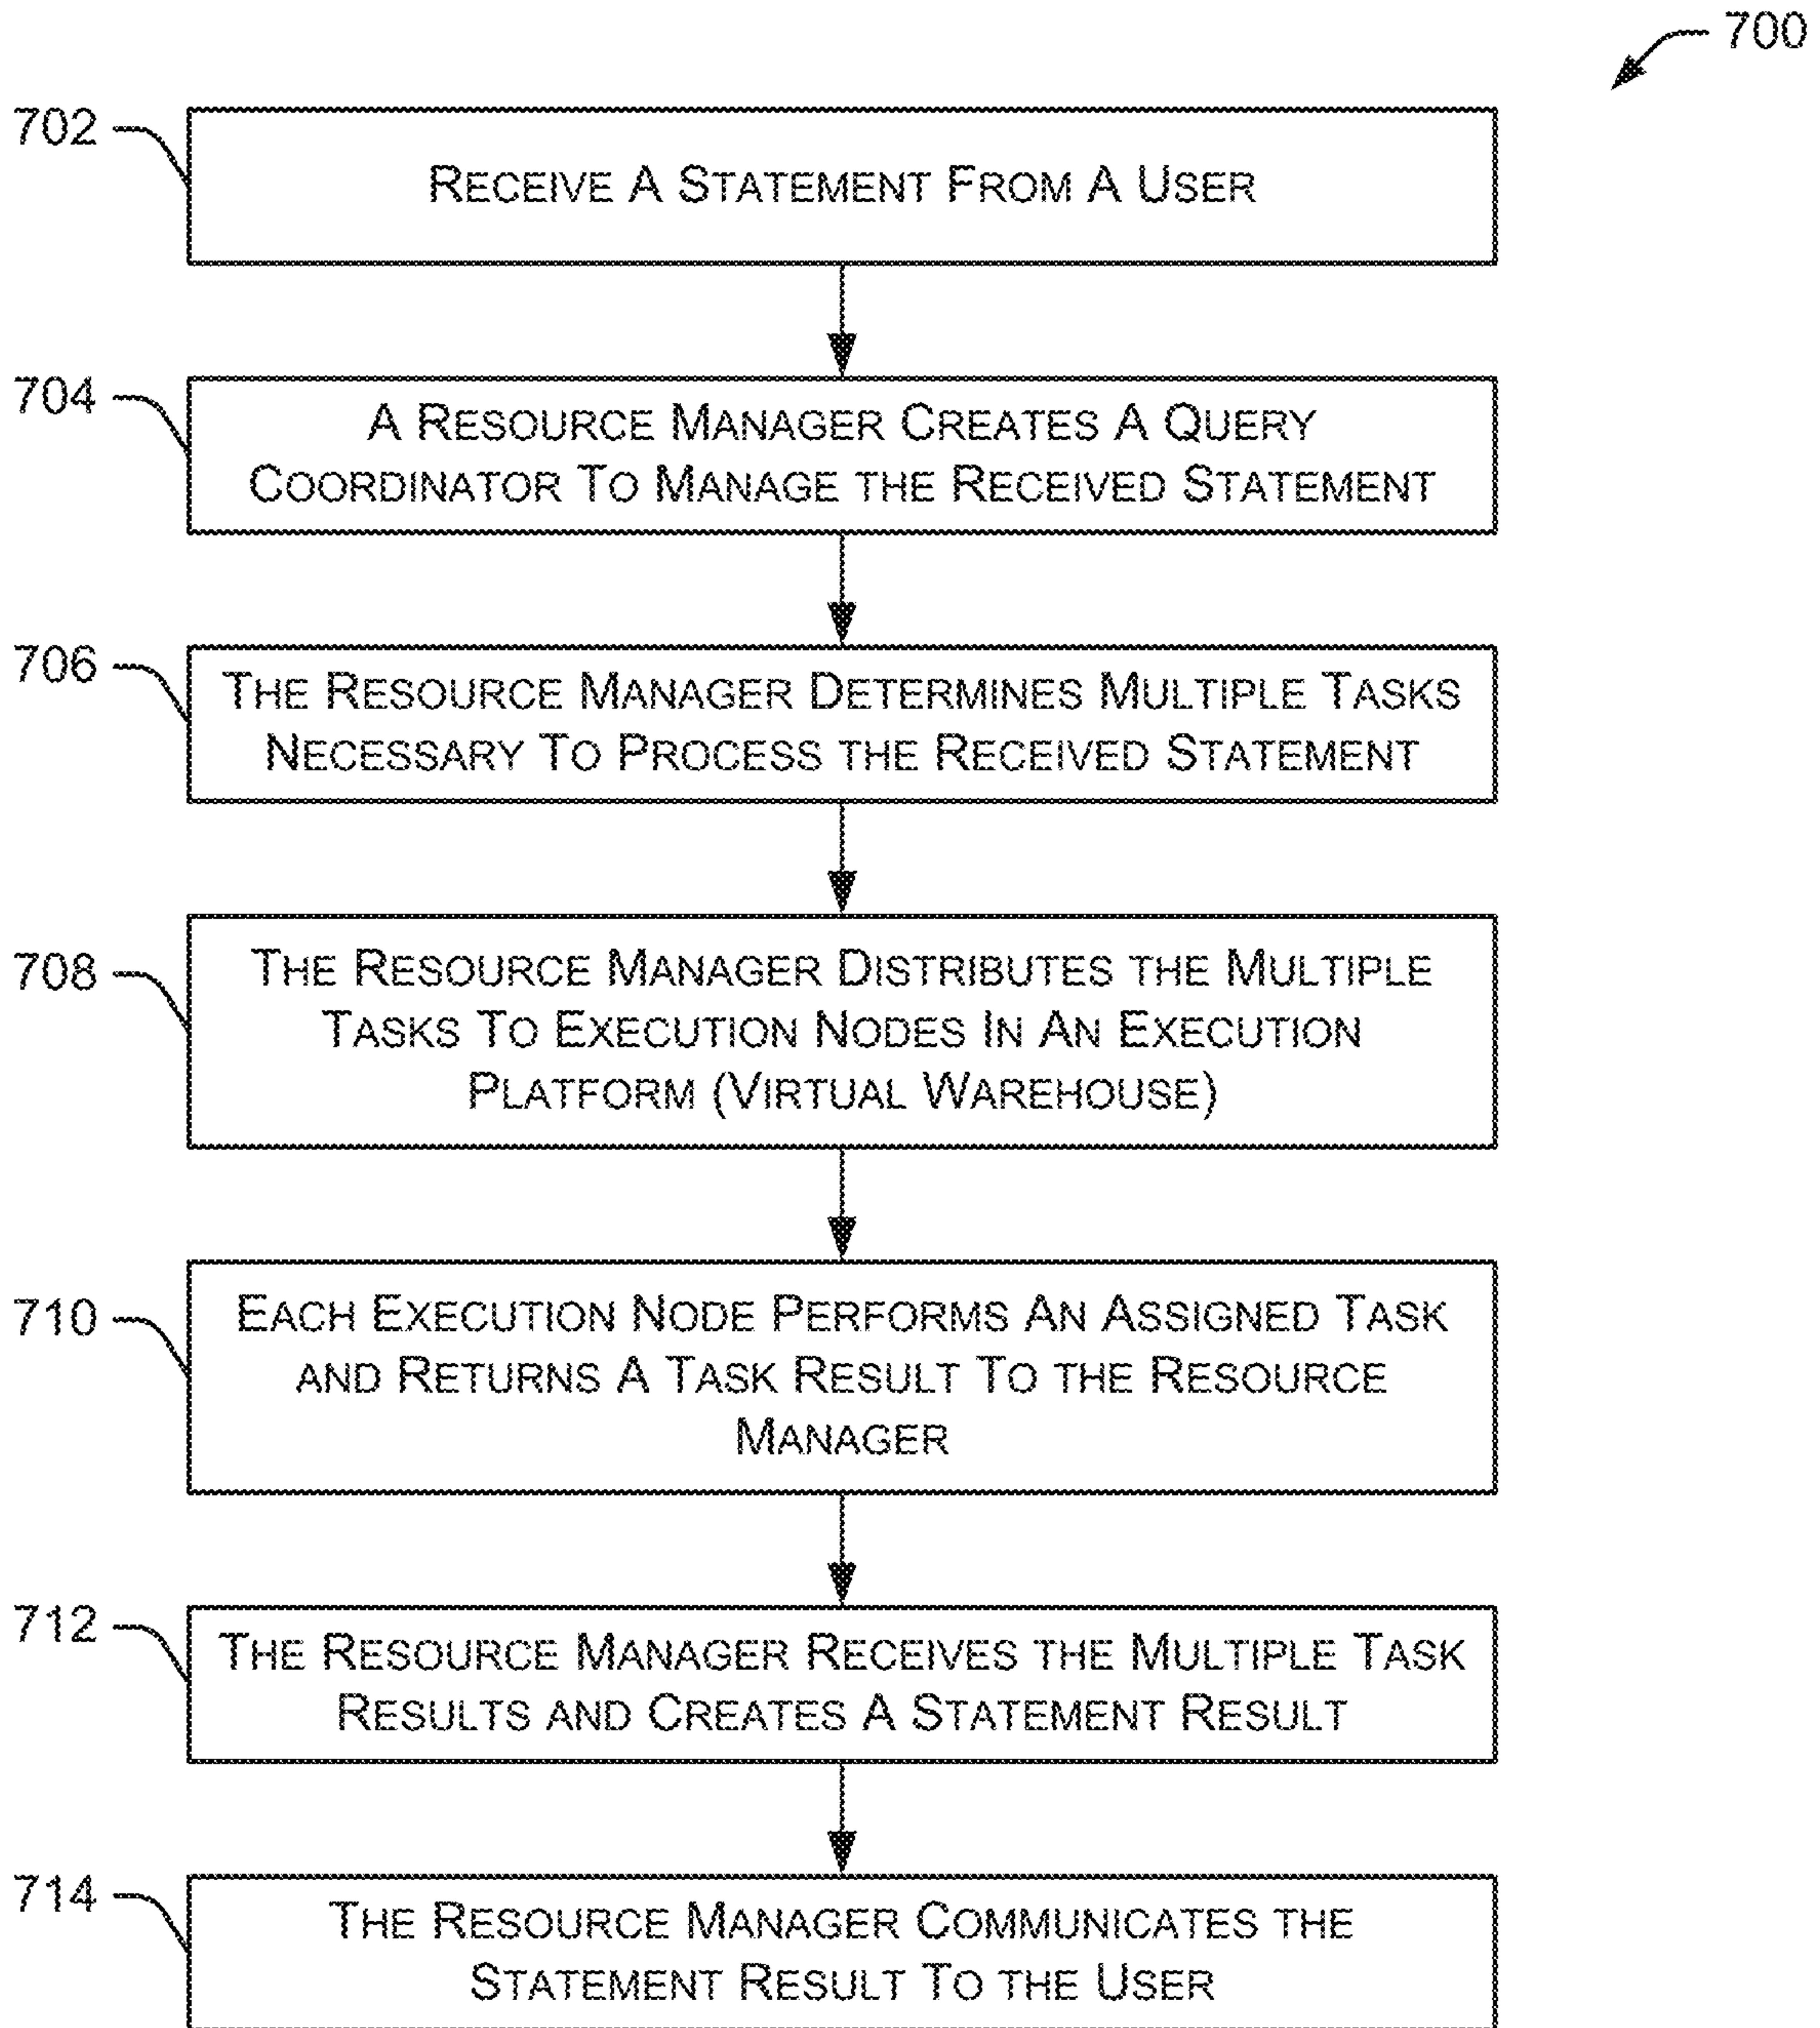 700
702
RECEIVE A STATEMENT FROM A USER
704
A RESOURCE MANAGER CREATES A QUERY
COORDINATOR TO MANAGE THE RECEIVED STATEMENT
706
THE RESOURCE MANAGER DETERMINES MULTIPLE TASKS
NECESSARY TO PROCESS THE RECEIVED STATEMENT
708
THE RESOURCE MANAGER DISTRIBUTES THE MULTIPLE
TASKS TO EXECUTION NODES IN AN EXECUTION
PLATFORM (VIRTUAL WAREHOUSE)
710
EACH EXECUTION NODE PERFORMS AN ASSIGNED TASK
AND RETURNS A TASK RESULT TO THE RESOURCE
MANAGER
712
THE RESOURCE MANAGER RECEIVES THE MULTIPLE TASK
RESULTS AND CREATES A STATEMENT RESULT
714
THE RESOURCE MANAGER COMMUNICATES THE
STATEMENT RESULT TO THE USER